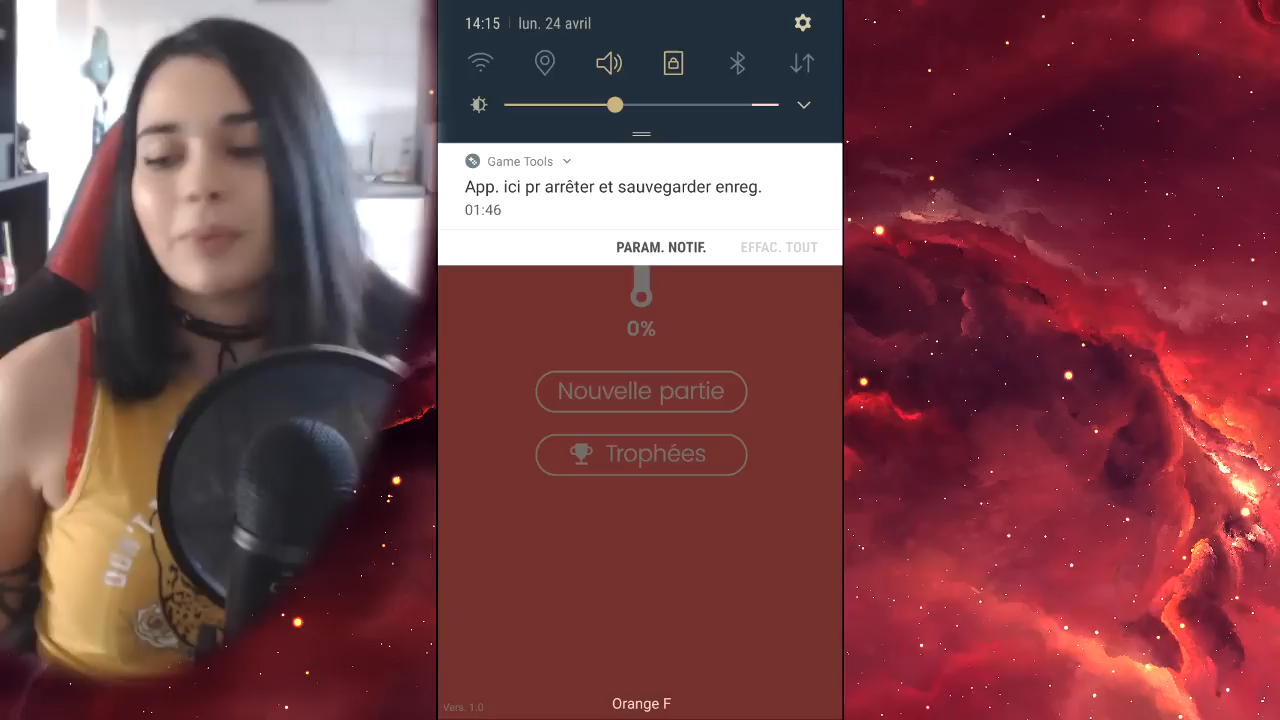 14:15 | lun. 24 avril
Game Tools
App. ici pr arrêter et sauvegarder enreg.
01:46
PARAM. NOTIF. EFFAC. TOUT
0%
Nouvelle partie
Trophées
Orange F
Vers. 1.0
DON'T